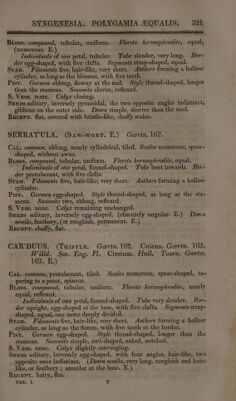 SYNGENESIA. POLYGAMIA ÆQUALIS. 321
BLOSS. compound, tubular, uniform. Florets hermaphrodite, equal,
(numerous. E.)
Individuals of one petal, tubular. Tube slender, very long. Bor-
der egg-shaped, with five clefts. Segments strap-shaped, equal.
STAM. Filaments five, hair-like, very short. Anthers forming a hollow
cylinder, as long as the blossom, with five teeth.
PIST. Germen oblong, downy at the end. Style thread-shaped, longer
than the stamens. Summits cloven, reflexed.
S. VESS. none. Calyx closing.
SEEDS solitary, inversely pyramidal, the two opposite angles indistinct,
gibbous on the outer side. Down simple, shorter than the seed.
RECEPT. flat, covered with bristle-like, chaffy scales.
SERRATULA. (SAW-WORT. E.) Gærtn. 162.
CAL. common, oblong, nearly cylindrical, tiled. Scales numerous, spear-
shaped, without awns.
BLOSS. compound, tubular, uniform. Florets hermaphrodite, equal.
Individuals of one petal, funnel-shaped. Tube bent inwards. Bor-
der protuberant, with five clefts.
STAM. Filaments five, hair-like, very short. Anthers forming a hollow
cylinder.
PIST. Germen egg-shaped. Style thread-shaped, as long as the sta-
mens. Summits two, oblong, reflexed.
S. VESS. none. Calyx remaining unchanged.
SEEDS solitary, inversely egg-shaped, (obscurely angular. E.) Down
sessile, feathery, (or roughish, permanent. E.)
RECEPT. chaffy, flat.
CAR'DUUS. (THISTLE. Gærtn. 162. Cnicus. Gærtn. 163.
Willd. Sm. Eng. Fl. Cirsium. Hall. Tourn. Gærtn.
163. E.)
CAL. common, protuberant, tiled. Scales numerous, spear-shaped, ta-
pering to a point, spinous.
BLOSS. compound, tubular, uniform. Florets hermaphrodite, nearly
equal, reflexed.
Individuals of one petal, funnel-shaped. Tube very slender. Bor-
der upright, egg-shaped at the base, with five clefts. Segments strap-
shaped, equal, one more deeply divided.
STAM. Filaments five, hair-like, very short. Anthers forming a hollow
cylinder, as long as the florets, with five teeth at the border.
PIST. Germen egg-shaped. Style thread-shaped, longer than the
stamens. Summits simple, awl-shaped, naked, notched.
S. VESS. none. Calyx slightly converging.
SEEDS solitary, inversely egg-shaped, with four angles, hair-like, two
opposite ones indistinct. (Down sessile, very long, roughish and hair-
like, or feathery; annular at the base. E.)
RECEPT. hairy, flat.
VOL. I. Y